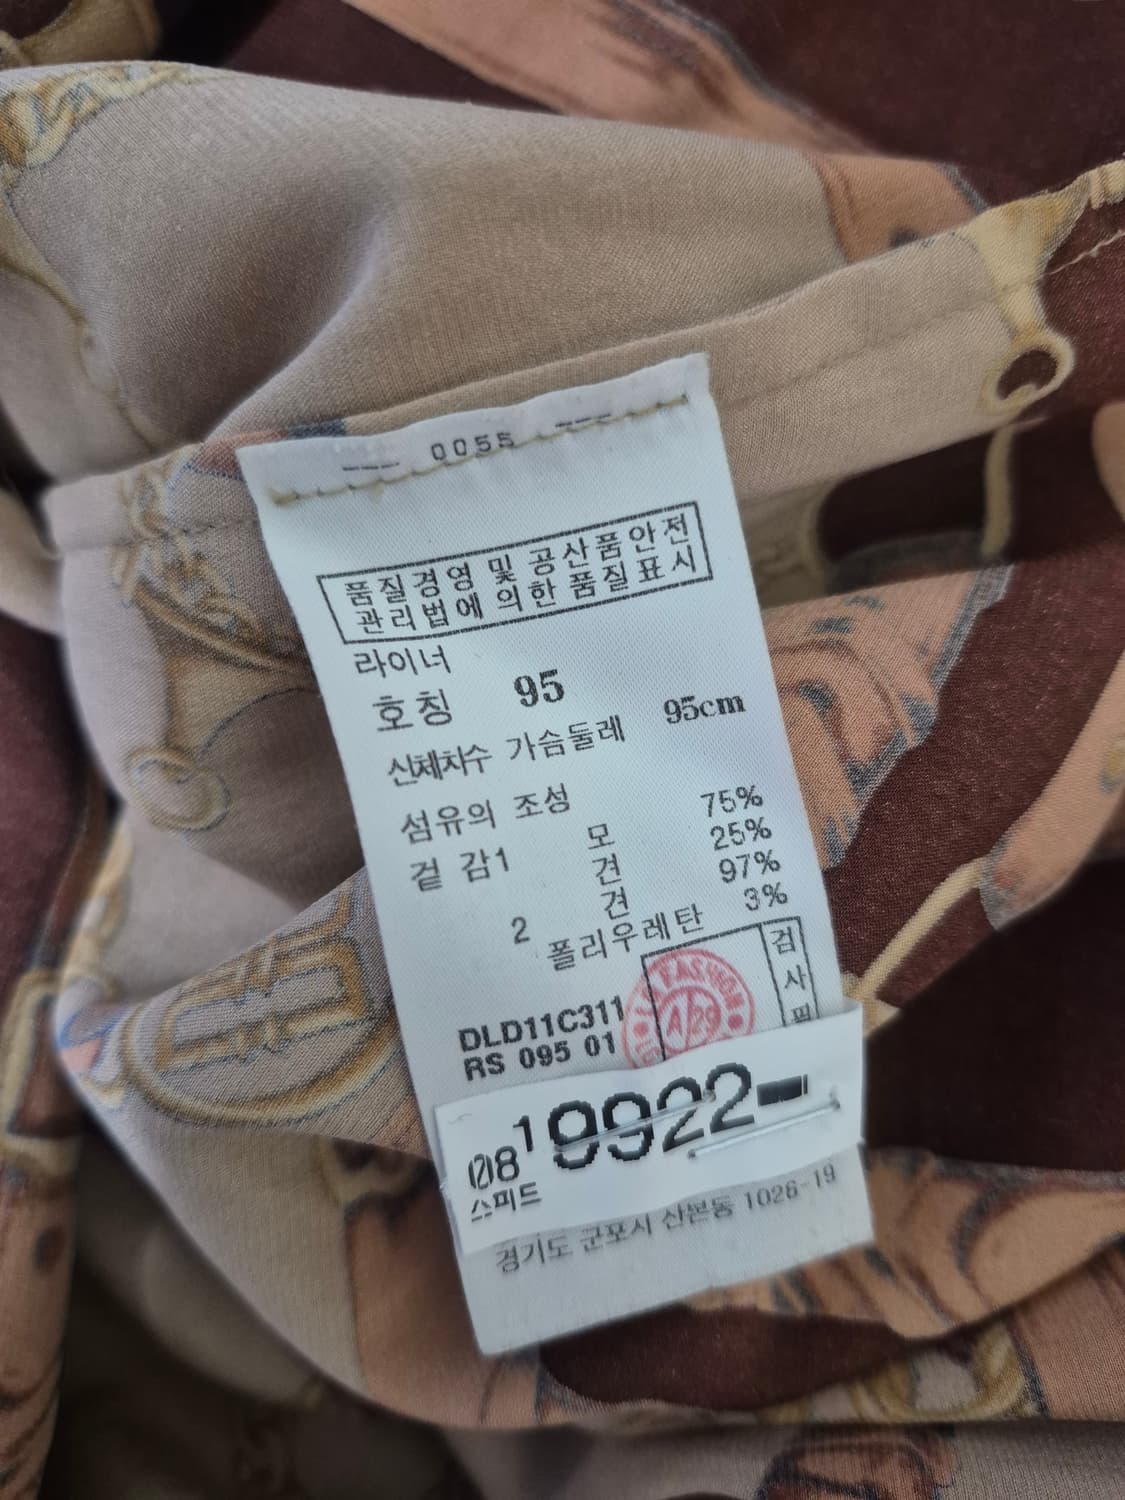 0055
품질경영 및 공산품안전
관리법에 의한 품질표시
라이너
호칭 95
신체치수 가슴둘레 95cm
섬유의 조성
겉 감1 모 75%
견 25%
2 견 97%
폴리우레탄 3%
검사필
FASHION
A/29
DLD11C311
RS 095 01
08 1 9922-
스피드
경기도 군포시 산본동 1026-19